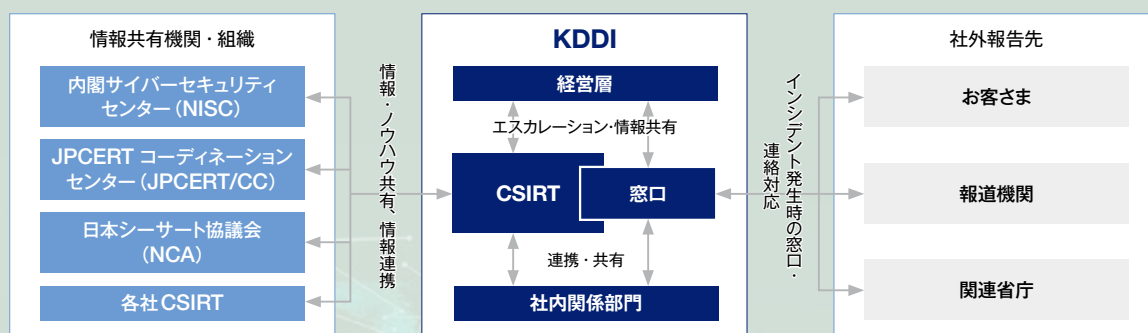 情報共有機関・組織
内閣サイバーセキュリティ
センター（NISC）
JPCERT コーディネーション
センター（JPCERT/CC）
日本シーサート協議会
（NCA）
各社CSIRT
情報・ノウハウ共有、情報連携
KDDI
経営層
エスカレーション・情報共有
CSIRT
窓口
連携・共有
社内関係部門
インシデント発生時の窓口・
連絡対応
社外報告先
お客さま
報道機関
関連省庁